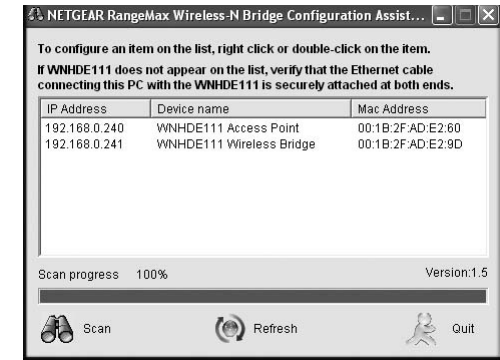 NETGEAR RangeMax Wireless-N Bridge Configuration Assist...
To configure an item on the list, right click or double-click on the item.
If WNHDE111 does not appear on the list, verify that the Ethernet cable
connecting this PC with the WNHDE111 is securely attached at both ends.
IP Address Device name Mac Address
192.168.0.240 WNHDE111 Access Point 00:1B:2F:AD:E2:60
192.168.0.241 WNHDE111 Wireless Bridge 00:1B:2F:AD:E2:9D
Scan progress 100% Version:1.5
Scan Refresh Quit